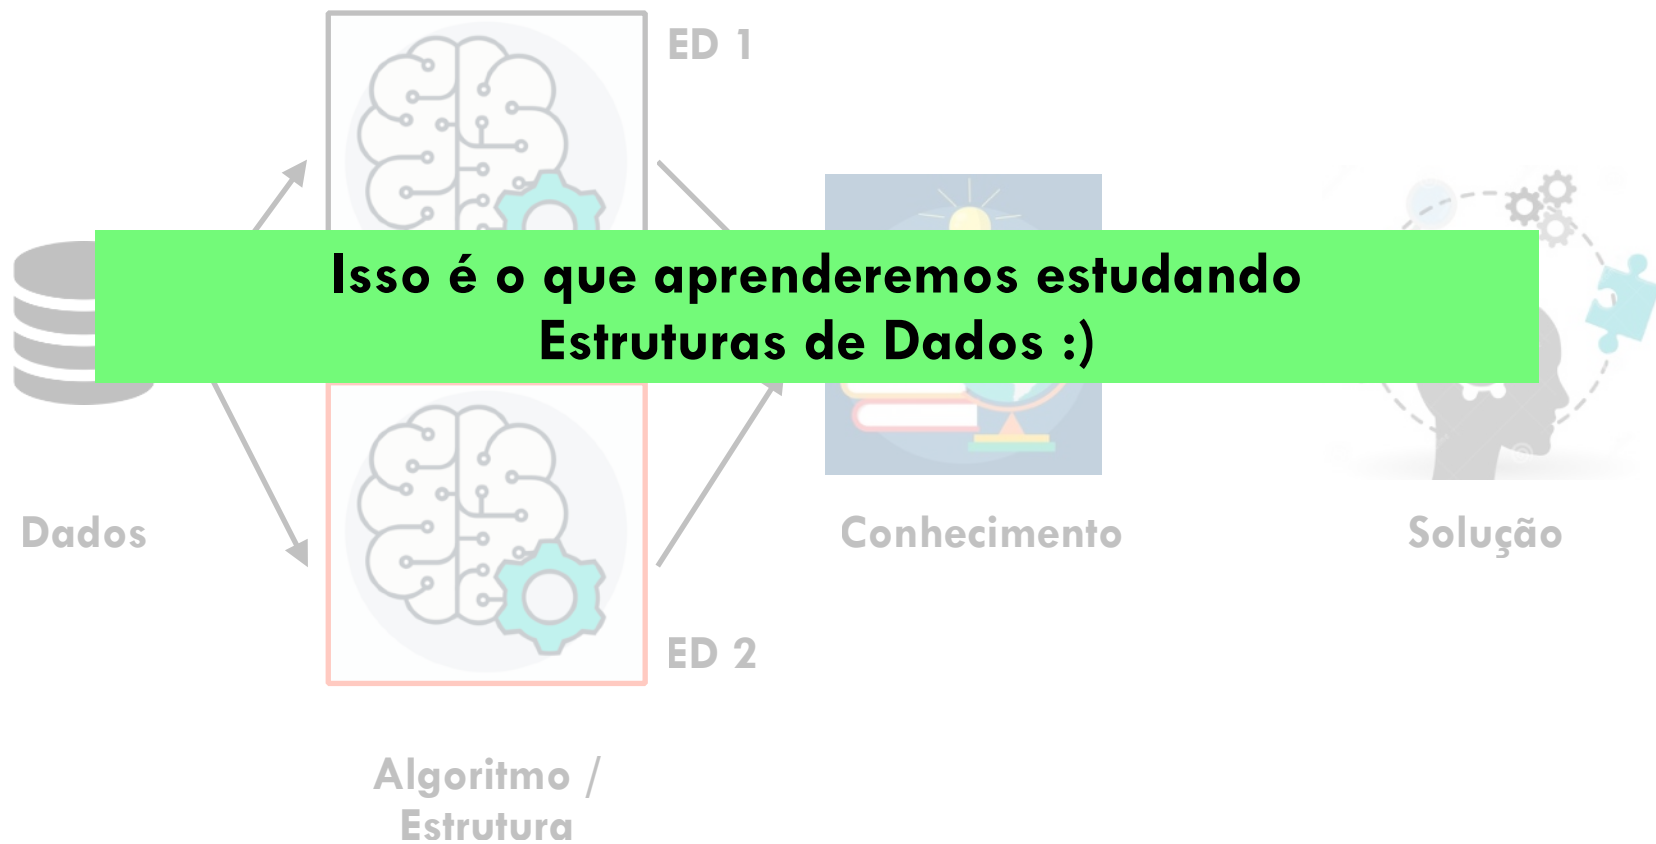 ED 1
Isso é o que aprenderemos estudando
Estruturas de Dados :)
Dados
Conhecimento
Solução
ED 2
Algoritmo /
Estrutura